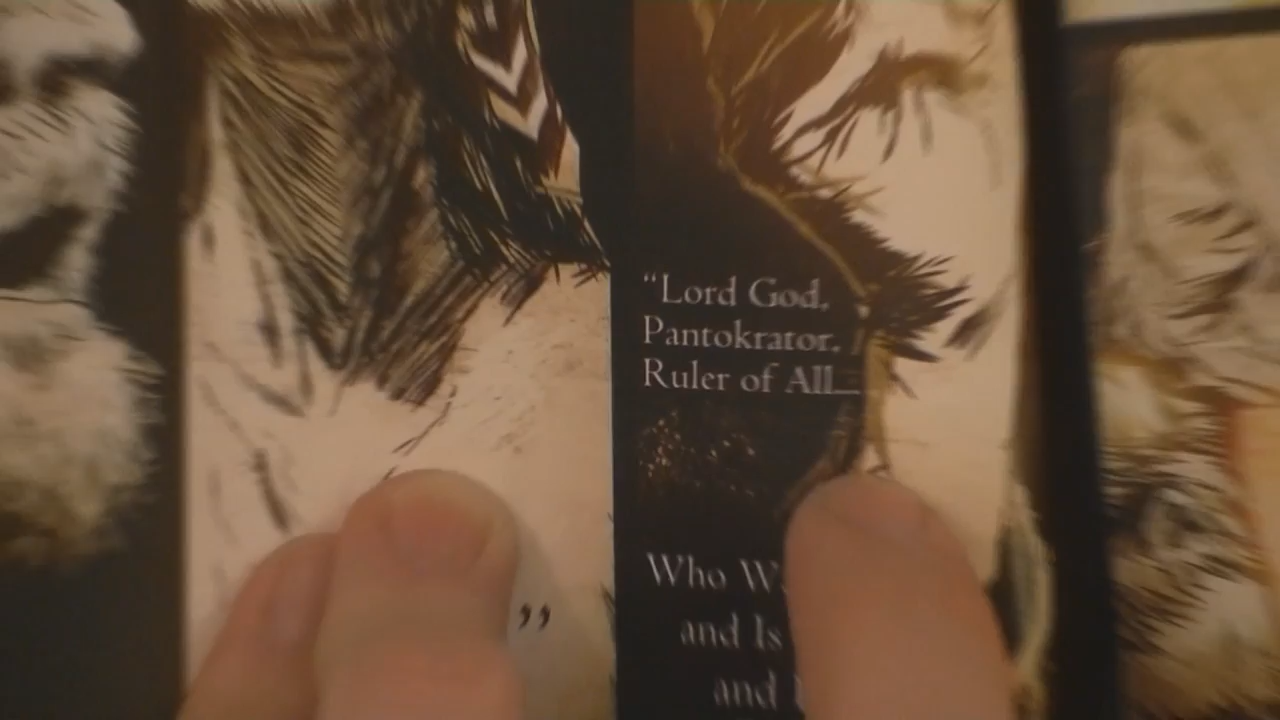 “Lord God,
Pantokrator,
Ruler of All...
Who
and Is
and
”